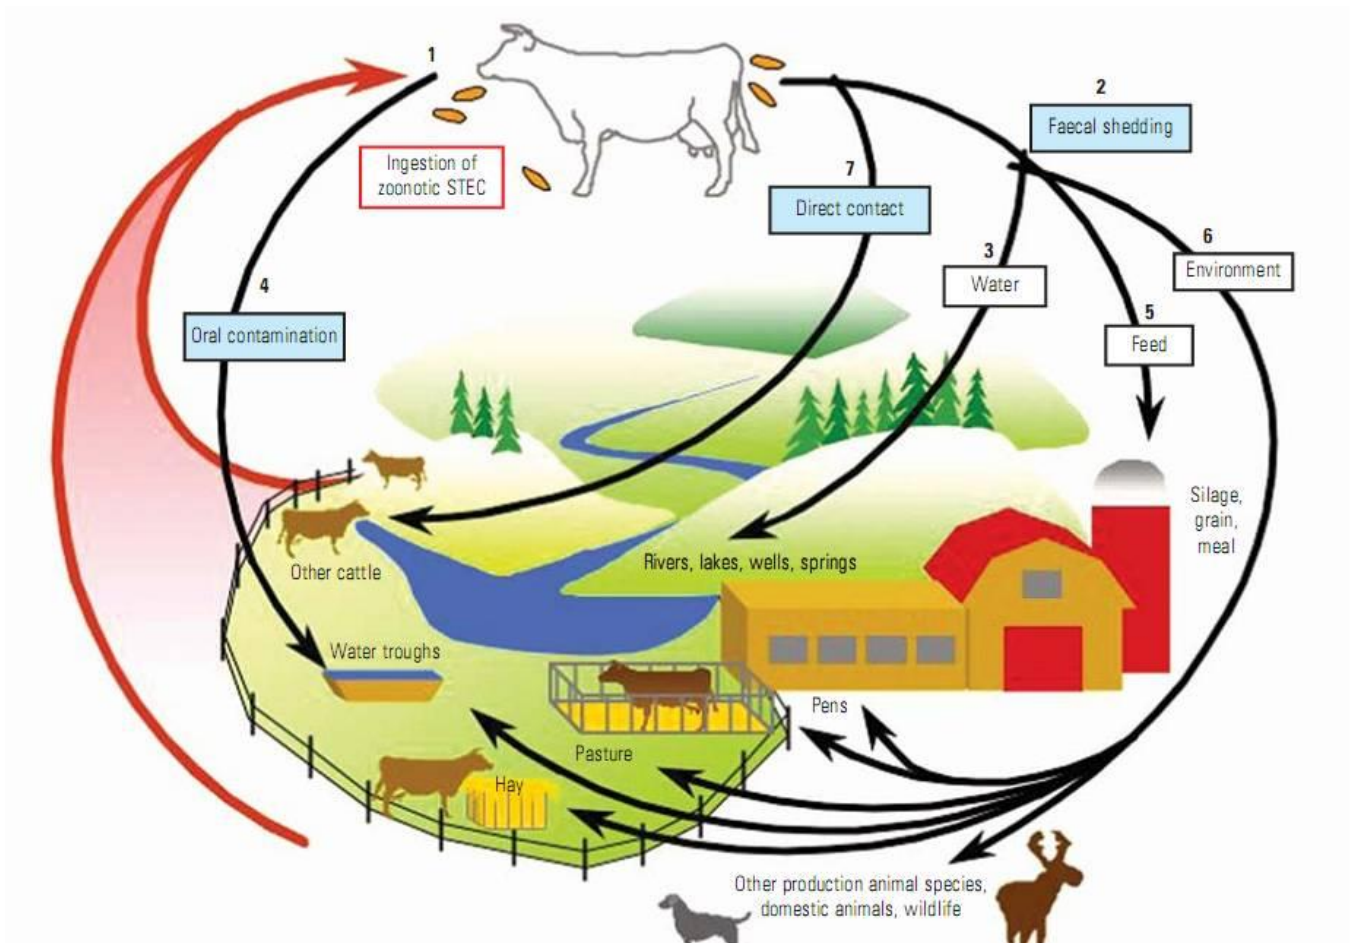 1
2
Faecal shedding
Ingestion of
zoonotic STEC
7
Direct contact
6
Environment
3
Water
4
Oral contamination
5
Feed
Silage,
grain,
meal
Rivers, lakes, wells, springs
Other cattle
Water troughs
Pens
Pasture
Hay
Other production animal species,
domestic animals, wildlife